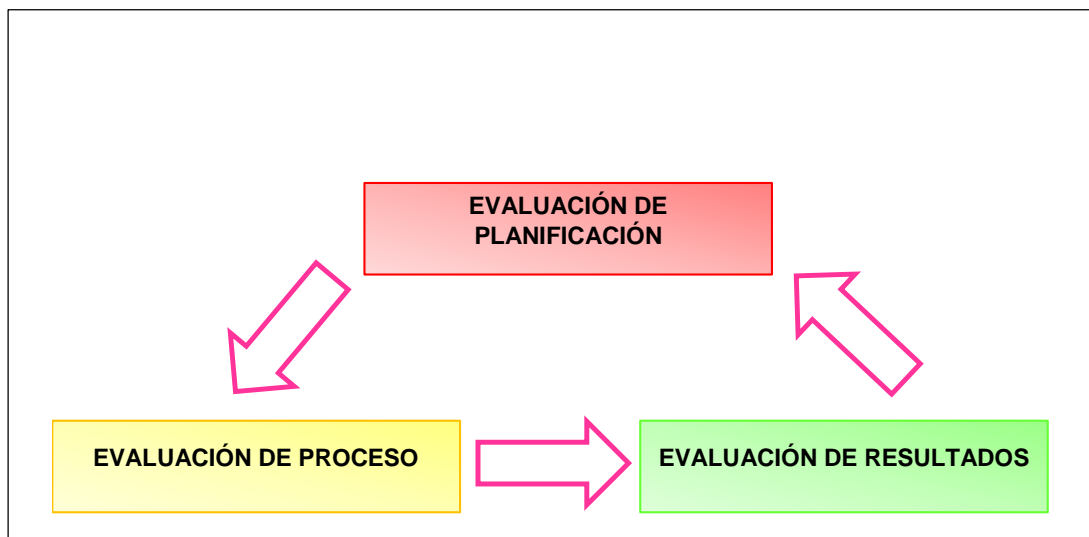 EVALUACIÓN DE
PLANIFICACIÓN
EVALUACIÓN DE PROCESO
EVALUACIÓN DE RESULTADOS